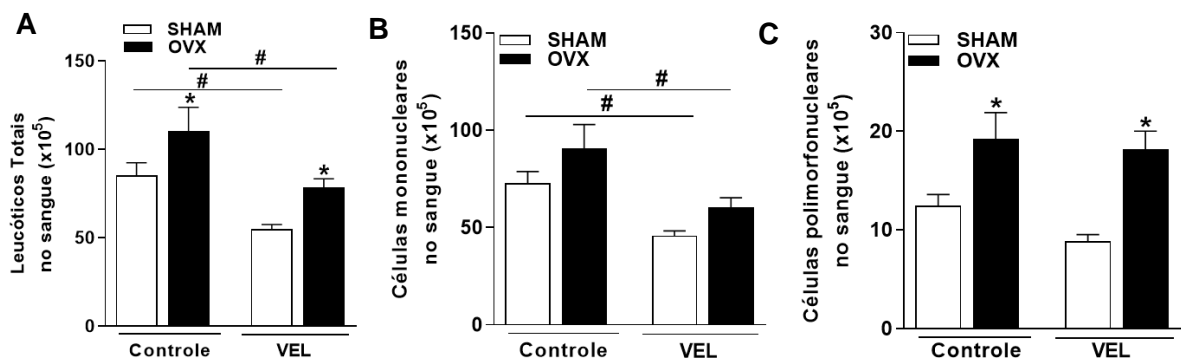 A
SHAM
OVX
Leucóticos Totais
no sangue (x10⁵)
150
100
50
0
#
#
*
*
Controle
VEL
B
SHAM
OVX
Células mononucleares
no sangue (x10⁵)
150
100
50
0
#
#
Controle
VEL
C
SHAM
OVX
Células polimorfonucleares
no sangue (x10⁵)
30
20
10
0
*
*
Controle
VEL